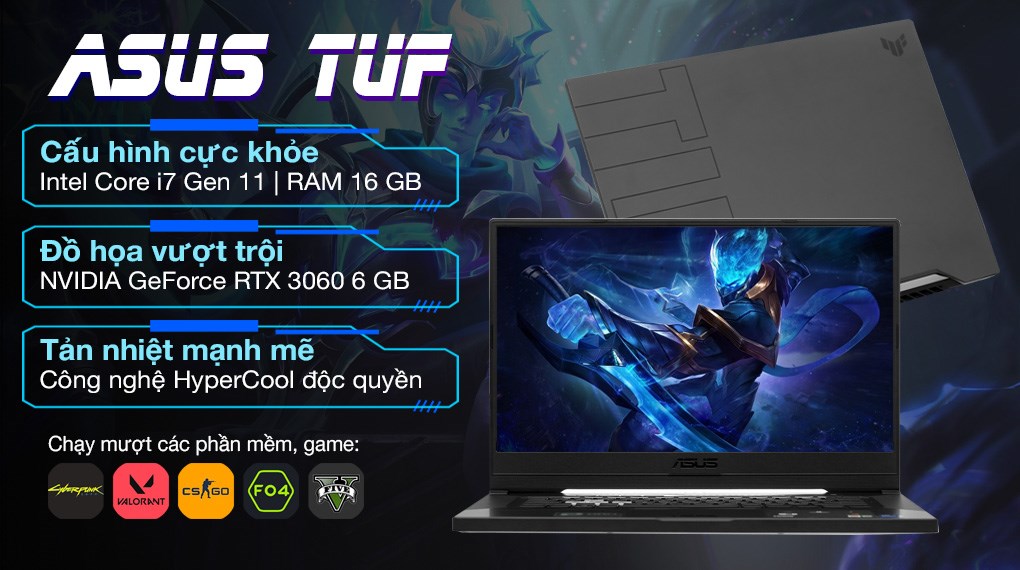 ASUS TUF
Cấu hình cực khỏe
Intel Core i7 Gen 11 | RAM 16 GB
Đồ họa vượt trội
NVIDIA GeForce RTX 3060 6 GB
Tản nhiệt mạnh mẽ
Công nghệ HyperCool độc quyền
Chạy mượt các phần mềm, game:
Cyberpunk
VALORANT
CS GO
FO4
V
FIVE
TUF
ASUS